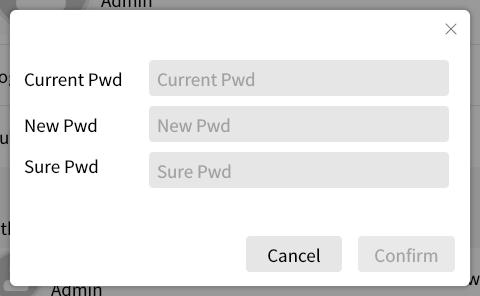 Admin
Current Pwd Current Pwd
New Pwd New Pwd
Sure Pwd Sure Pwd
Cancel Confirm
Admin